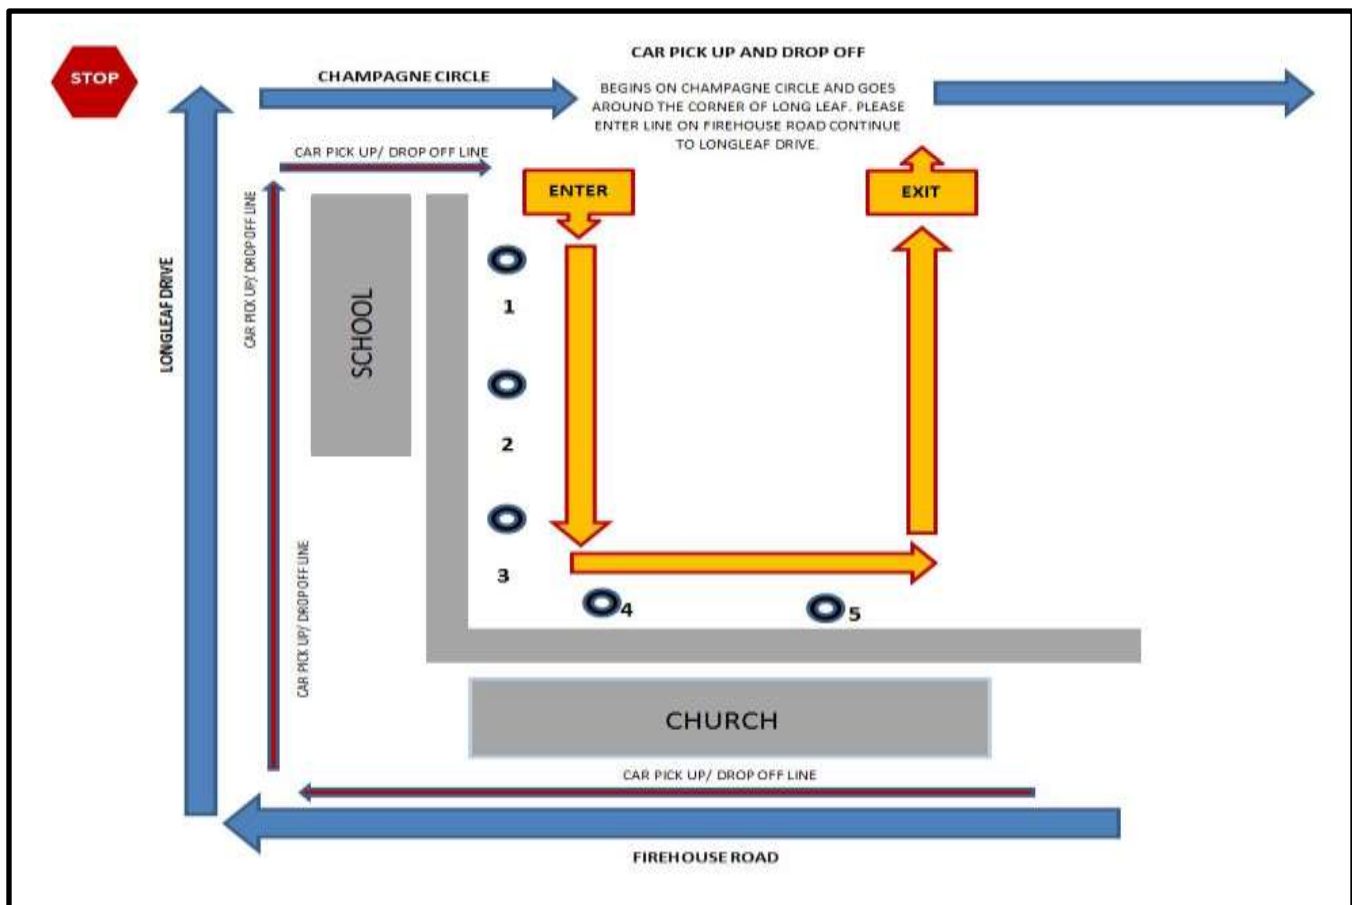 STOP
CHAMPAGNE CIRCLE
CAR PICK UP AND DROP OFF
BEGINS ON CHAMPAGNE CIRCLE AND GOES
AROUND THE CORNER OF LONG LEAF. PLEASE
ENTER LINE ON FIREHOUSE ROAD CONTINUE
TO LONGLEAF DRIVE.
CAR PICK UP/ DROP OFF LINE
ENTER
EXIT
LONGLEAF DRIVE
CAR PICK UP/ DROP OFF LINE
SCHOOL
1
2
3
4
5
CAR PICK UP/ DROP OFF LINE
CHURCH
CAR PICK UP/ DROP OFF LINE
FIREHOUSE ROAD